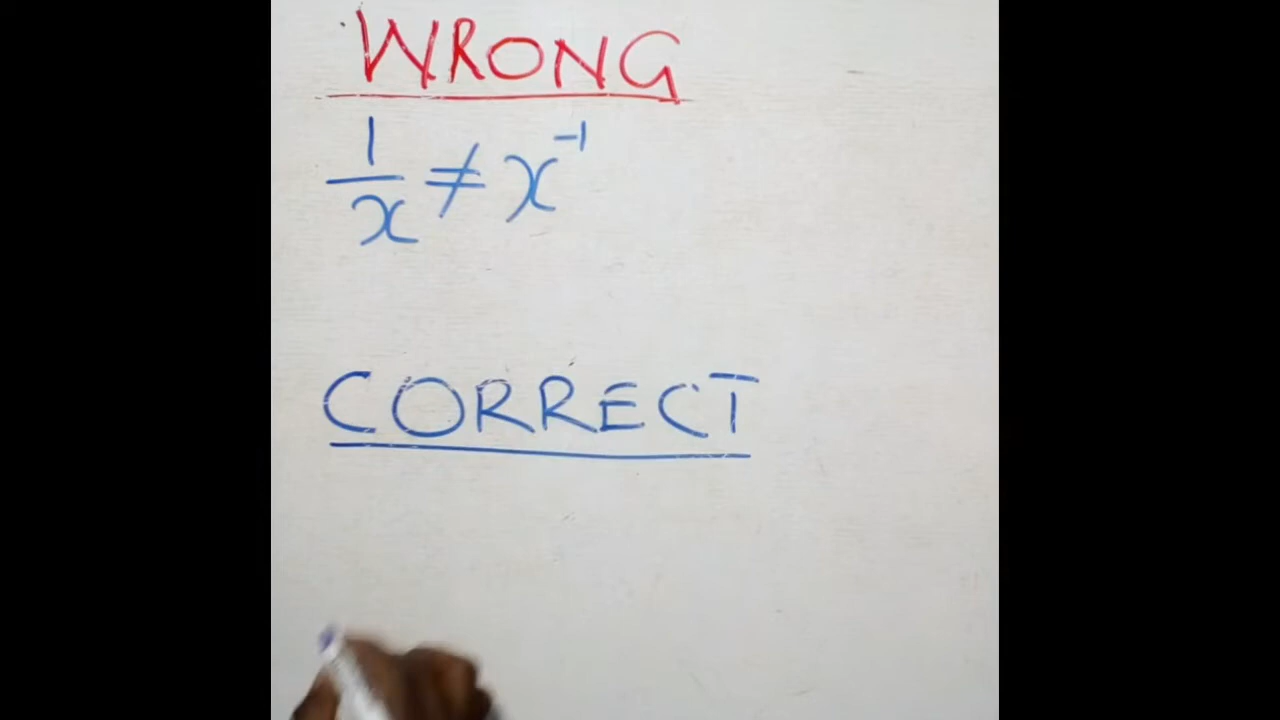 WRONG
1/x ≠ x⁻¹
CORRECT